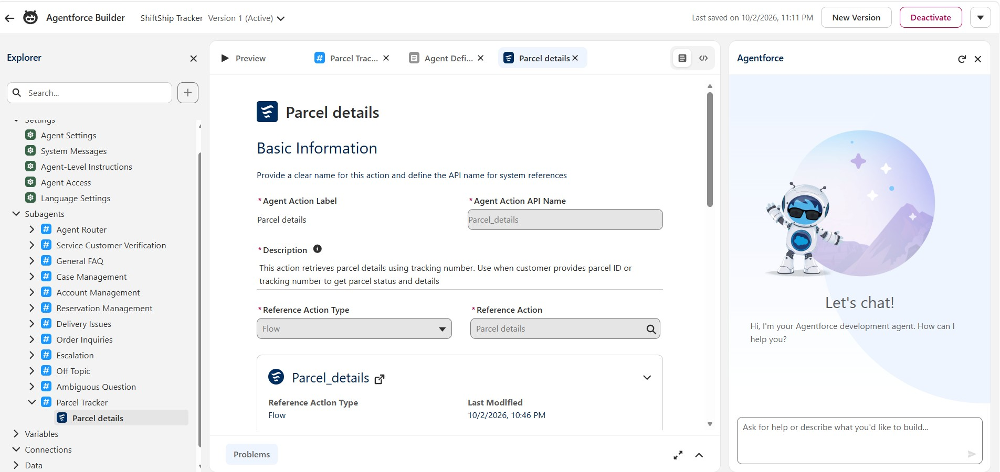 Agentforce Builder
ShiftShip Tracker Version 1 (Active)
Last saved on 10/2/2026, 11:11 PM
New Version
Deactivate
Explorer
Search...
Settings
Agent Settings
System Messages
Agent-Level Instructions
Agent Access
Language Settings
Subagents
Agent Router
Service Customer Verification
General FAQ
Case Management
Account Management
Reservation Management
Delivery Issues
Order Inquiries
Escalation
Off Topic
Ambiguous Question
Parcel Tracker
Parcel details
Variables
Connections
Data
Preview
Parcel Trac...
Agent Defi...
Parcel details
Parcel details
Basic Information
Provide a clear name for this action and define the API name for system references
*Agent Action Label
Parcel details
*Agent Action API Name
Parcel_details
*Description
This action retrieves parcel details using tracking number. Use when customer provides parcel ID or
tracking number to get parcel status and details
*Reference Action Type
Flow
*Reference Action
Parcel details
Parcel_details
Reference Action Type
Flow
Last Modified
10/2/2026, 10:46 PM
Problems
Agentforce
Let's chat!
Hi, I'm your Agentforce development agent. How can I
help you?
Ask for help or describe what you'd like to build...